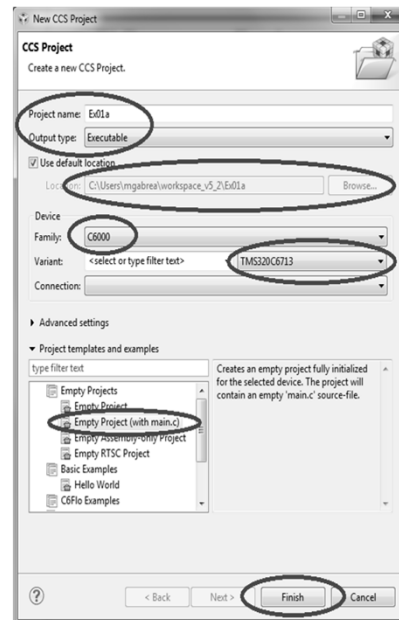 New CCS Project
CCS Project
Create a new CCS Project.
Project name: Ex01a
Output type: Executable
Use default location
Location: C:\Users\mgabrea\workspace_v5_2\Ex01a Browse...
Device
Family: C6000
Variant: <select or type filter text> TMS320C6713
Connection:
Advanced settings
Project templates and examples
type filter text
Creates an empty project fully initialized
for the selected device. The project will
contain an empty 'main.c' source-file.
Empty Projects
Empty Project
Empty Project (with main.c)
Empty Assembly-only Project
Empty RTSC Project
Basic Examples
Hello World
C6Flo Examples
? < Back Next > Finish Cancel